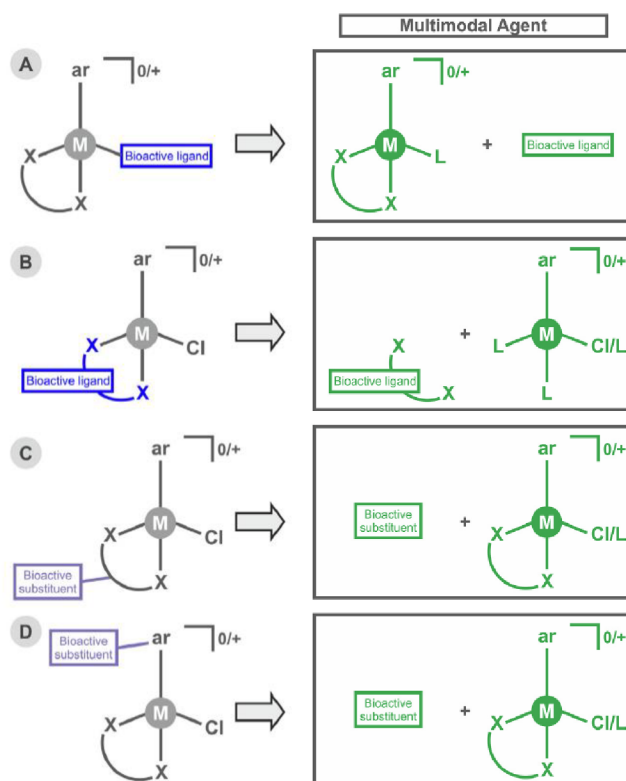 Multimodal Agent
A
ar
0/+
M
X
Bioactive ligand
X
ar
0/+
M
X
L
X
+
Bioactive ligand
B
ar
0/+
M
X
Cl
Bioactive ligand
X
X
Bioactive ligand
X
+
ar
0/+
M
L
Cl/L
L
C
ar
0/+
M
X
Cl
X
Bioactive
substituent
Bioactive
substituent
+
ar
0/+
M
X
Cl/L
X
D
Bioactive
substituent
ar
0/+
M
X
Cl
X
Bioactive
substituent
+
ar
0/+
M
X
Cl/L
X